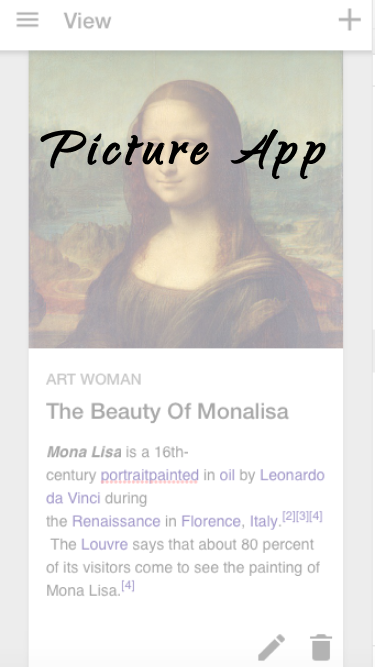 View
Picture App
ART WOMAN
The Beauty Of Monalisa
Mona Lisa is a 16th-
century portraitpainted in oil by Leonardo
da Vinci during
the Renaissance in Florence, Italy.[2][3][4]
The Louvre says that about 80 percent
of its visitors come to see the painting of
Mona Lisa.[4]